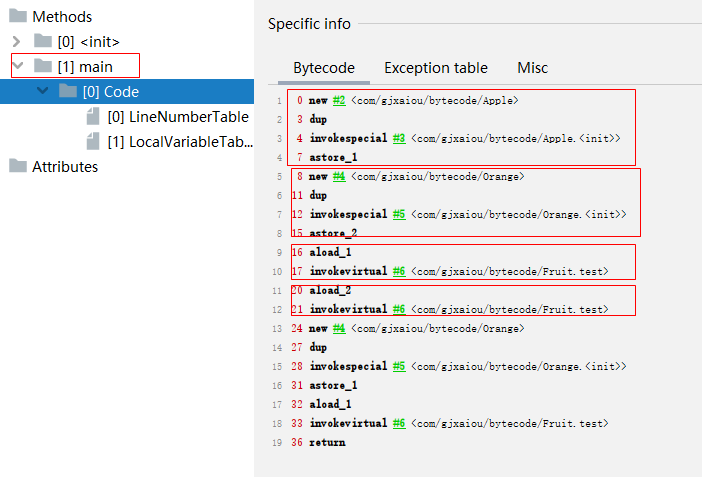 Methods
[0] <init>
[1] main
[0] Code
[0] LineNumberTable
[1] LocalVariableTab...
Attributes
Specific info
Bytecode Exception table Misc
1 0 new #2 <com/gjxaiou/bytecode/Apple>
2 3 dup
3 4 invokespecial #3 <com/gjxaiou/bytecode/Apple.<init>>
4 7 astore_1
5 8 new #4 <com/gjxaiou/bytecode/Orange>
6 11 dup
7 12 invokespecial #5 <com/gjxaiou/bytecode/Orange.<init>>
8 15 astore_2
9 16 aload_1
10 17 invokevirtual #6 <com/gjxaiou/bytecode/Fruit.test>
11 20 aload_2
12 21 invokevirtual #6 <com/gjxaiou/bytecode/Fruit.test>
13 24 new #4 <com/gjxaiou/bytecode/Orange>
14 27 dup
15 28 invokespecial #5 <com/gjxaiou/bytecode/Orange.<init>>
16 31 astore_1
17 32 aload_1
18 33 invokevirtual #6 <com/gjxaiou/bytecode/Fruit.test>
19 36 return